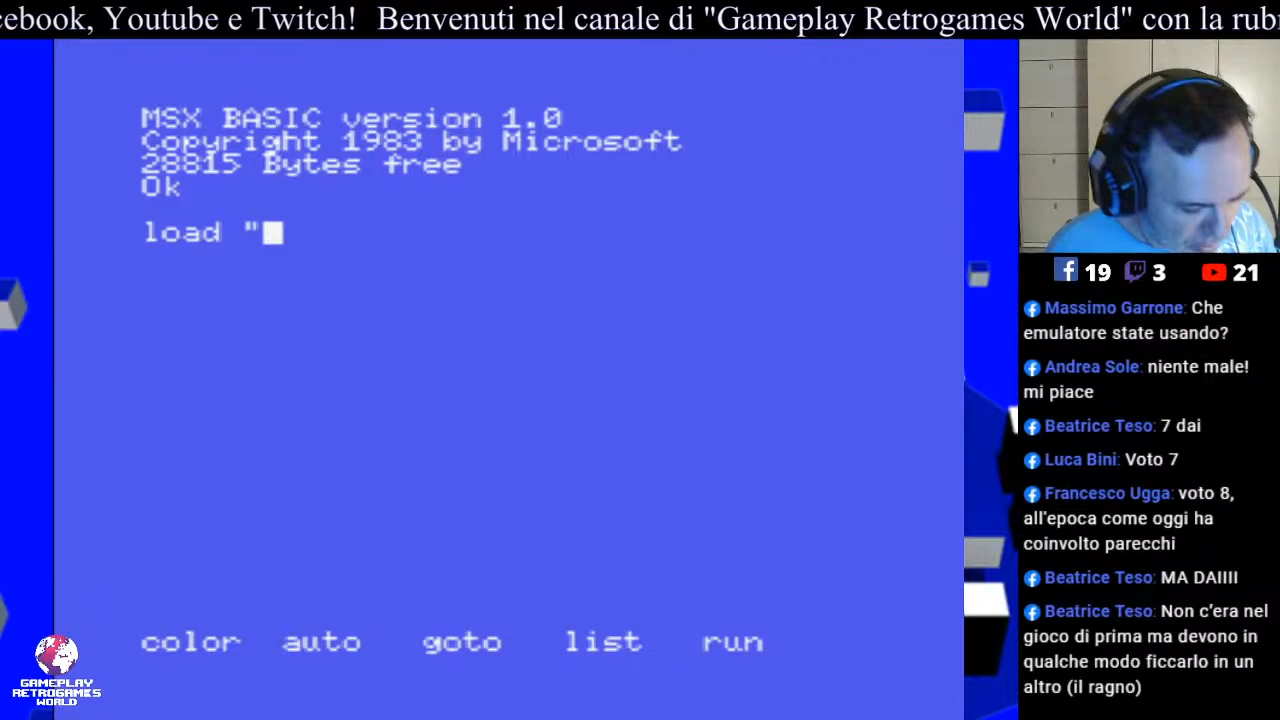 cebook, Youtube e Twitch! Benvenuti nel canale di "Gameplay Retrogames World" con la rub
MSX BASIC version 1.0
Copyright 1983 by Microsoft
28815 Bytes free
Ok
load "
color auto goto list run
GAMEPLAY
RETROGAMES
WORLD
19 3 21
Massimo Garrone: Che
emulatore state usando?
Andrea Sole: niente male!
mi piace
Beatrice Teso: 7 dai
Luca Bini: Voto 7
Francesco Ugga: voto 8,
all'epoca come oggi ha
coinvolto parecchi
Beatrice Teso: MA DAIIII
Beatrice Teso: Non c'era nel
gioco di prima ma devono in
qualche modo ficcarlo in un
altro (il ragno)